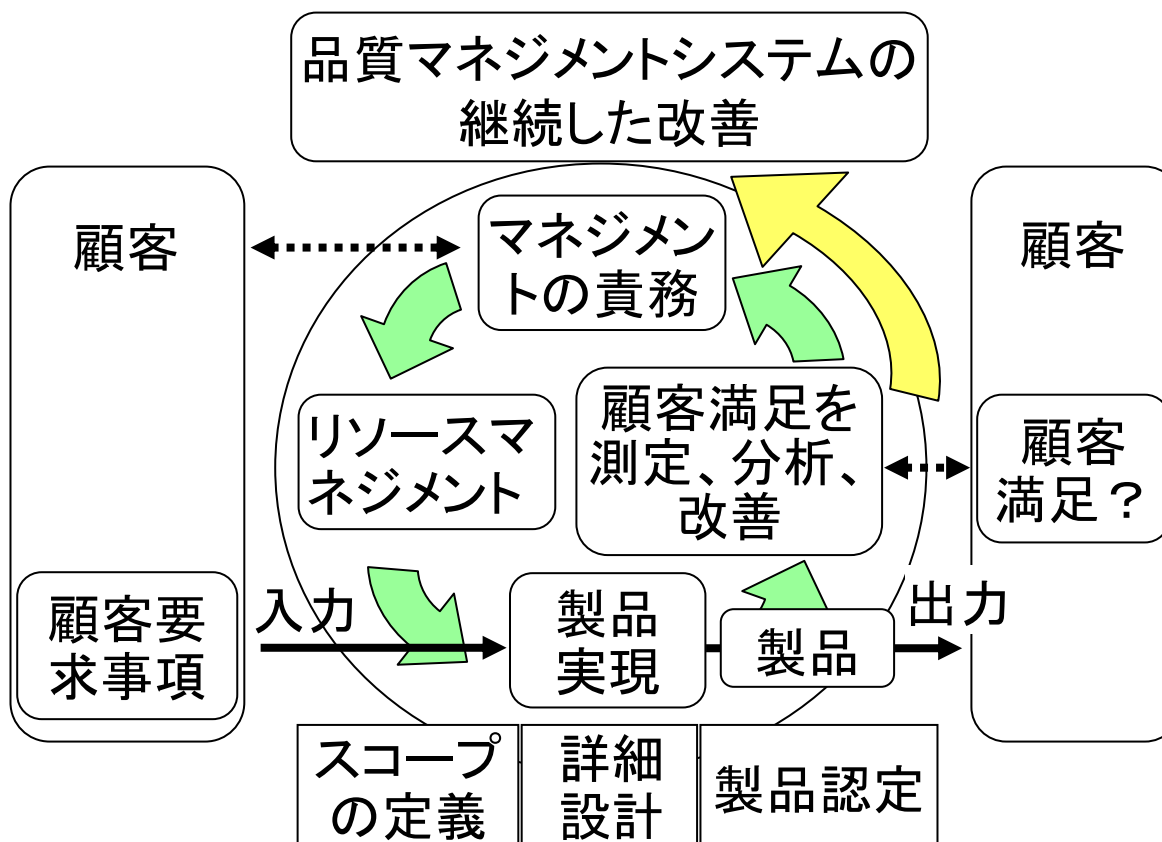 品質マネジメントシステムの
継続した改善
顧客
マネジメン
トの責務
顧客
リソースマ
ネジメント
顧客満足を
測定、分析、
改善
顧客
満足？
顧客要
求事項
入力
製品
実現
製品
出力
スコープ
の定義
詳細
設計
製品認定